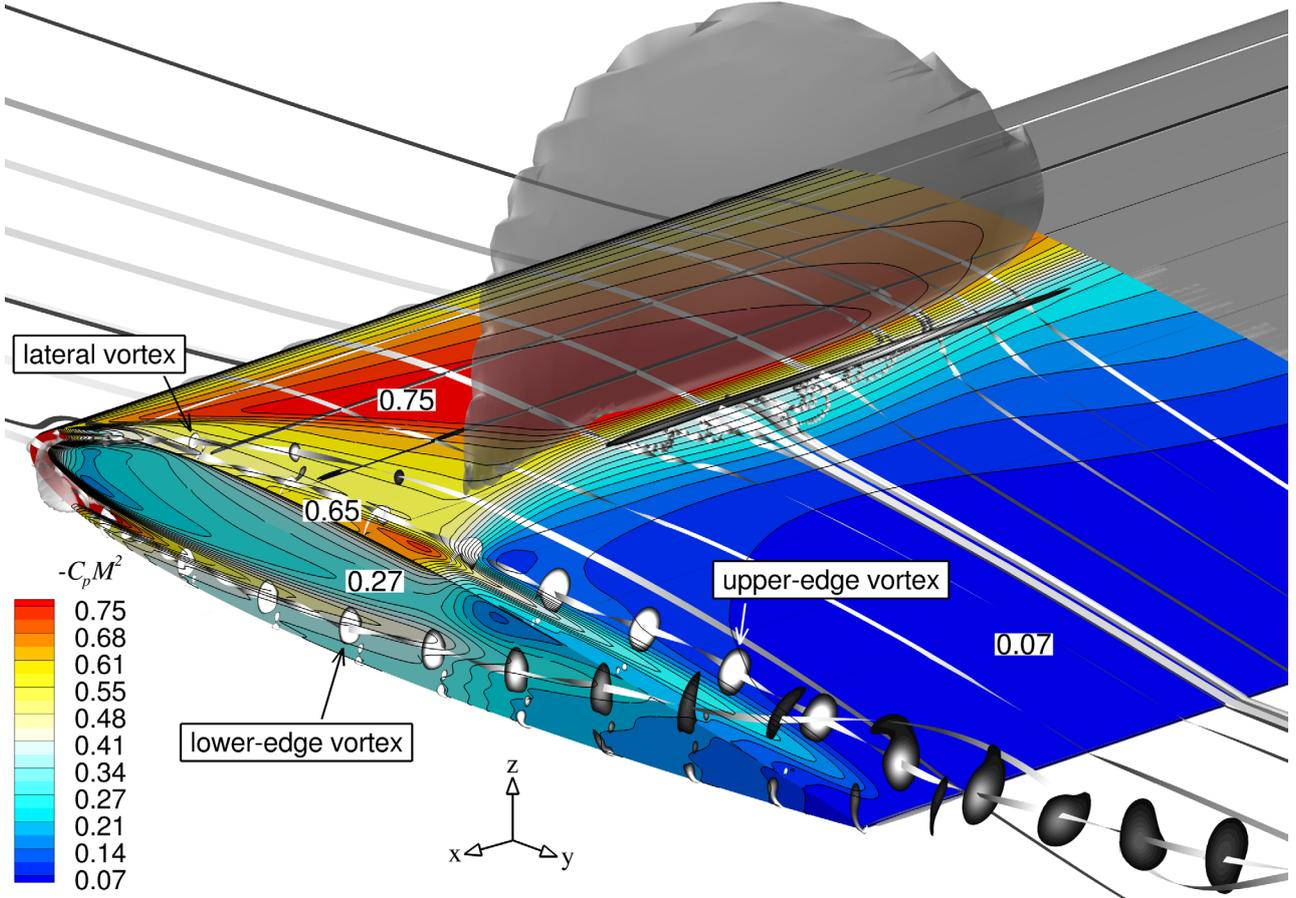 lateral vortex
0.75
0.65
0.27
-CpM²
upper-edge vortex
0.07
lower-edge vortex
0.75
0.68
0.61
0.55
0.48
0.41
0.34
0.27
0.21
0.14
0.07
z
x
y